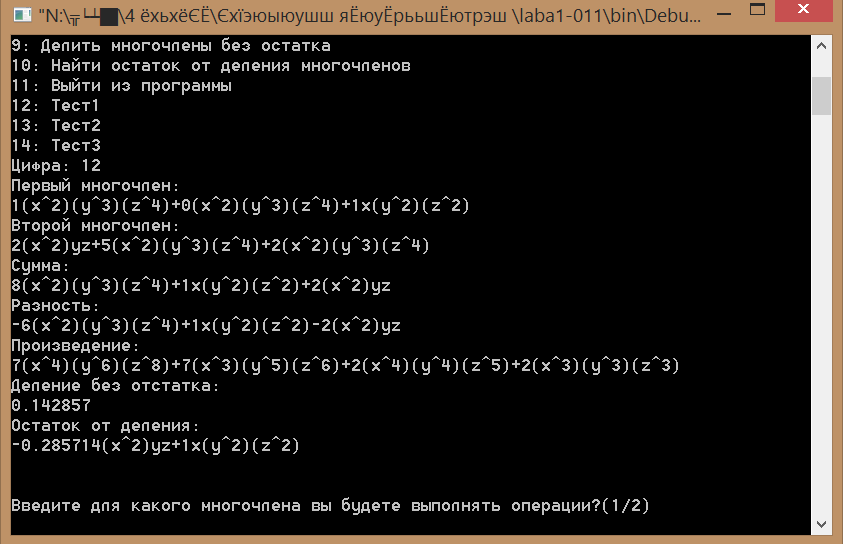 "N:\╦└┴██\4 ёхьхёЄЁ\Єхїэюыюушш яЁюуЁрььшЁютрэш \laba1-011\bin\Debu...
9: Делить многочлены без остатка
10: Найти остаток от деления многочленов
11: Выйти из программы
12: Тест1
13: Тест2
14: Тест3
Цифра: 12
Первый многочлен:
1(x^2)(y^3)(z^4)+0(x^2)(y^3)(z^4)+1x(y^2)(z^2)
Второй многочлен:
2(x^2)yz+5(x^2)(y^3)(z^4)+2(x^2)(y^3)(z^4)
Сумма:
8(x^2)(y^3)(z^4)+1x(y^2)(z^2)+2(x^2)yz
Разность:
-6(x^2)(y^3)(z^4)+1x(y^2)(z^2)-2(x^2)yz
Произведение:
7(x^4)(y^6)(z^8)+7(x^3)(y^5)(z^6)+2(x^4)(y^4)(z^5)+2(x^3)(y^3)(z^3)
Деление без отстатка:
0.142857
Остаток от деления:
-0.285714(x^2)yz+1x(y^2)(z^2)
Введите для какого многочлена вы будете выполнять операции?(1/2)